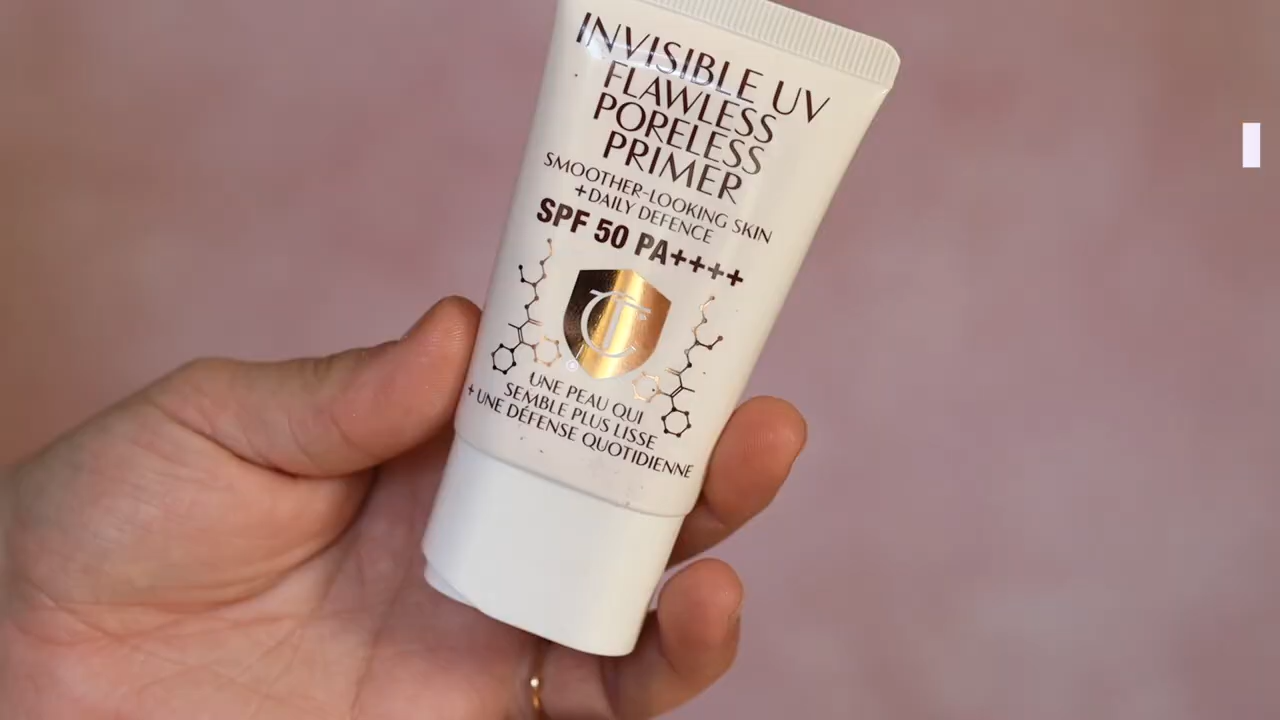 INVISIBLE UV
FLAWLESS
PORELESS
PRIMER
SMOOTHER-LOOKING SKIN
+DAILY DEFENCE
SPF 50 PA++++
CT
UNE PEAU QUI
SEMBLE PLUS LISSE
+ UNE DÉFENSE QUOTIDIENNE